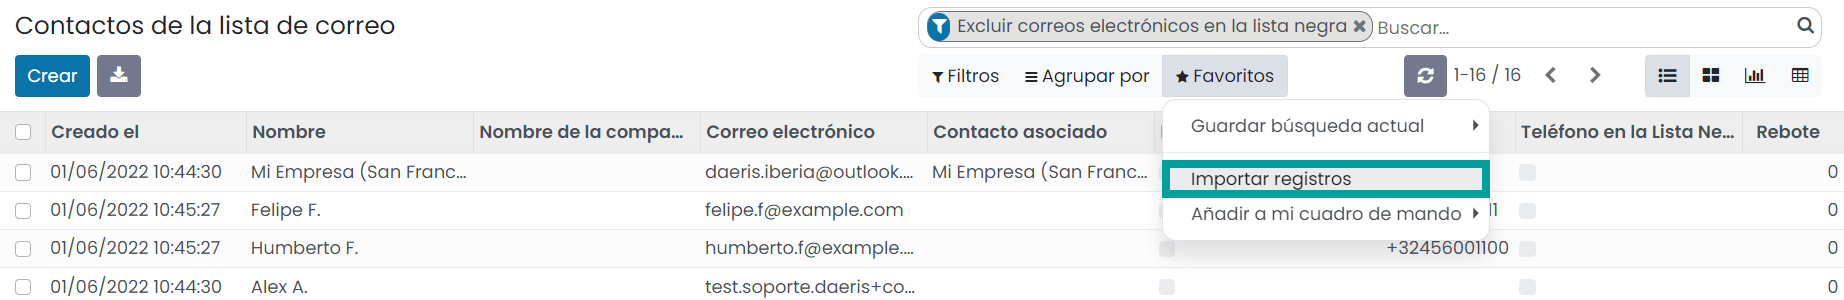 Contactos de la lista de correo
Excluir correos electrónicos en la lista negra
Buscar...
Crear
Filtros
Agrupar por
Favoritos
1-16 / 16
Guardar búsqueda actual
Importar registros
Añadir a mi cuadro de mando
Creado el Nombre Nombre de la compa... Correo electrónico Contacto asociado Teléfono en la Lista Ne... Rebote
01/06/2022 10:44:30 Mi Empresa (San Franc... daeris.iberia@outlook.... Mi Empresa (San Franc... 0
01/06/2022 10:45:27 Felipe F. felipe.f@example.com 0
01/06/2022 10:45:27 Humberto F. humberto.f@example.... +32456001100 0
01/06/2022 10:44:30 Alex A. test.soporte.daeris+co... 0